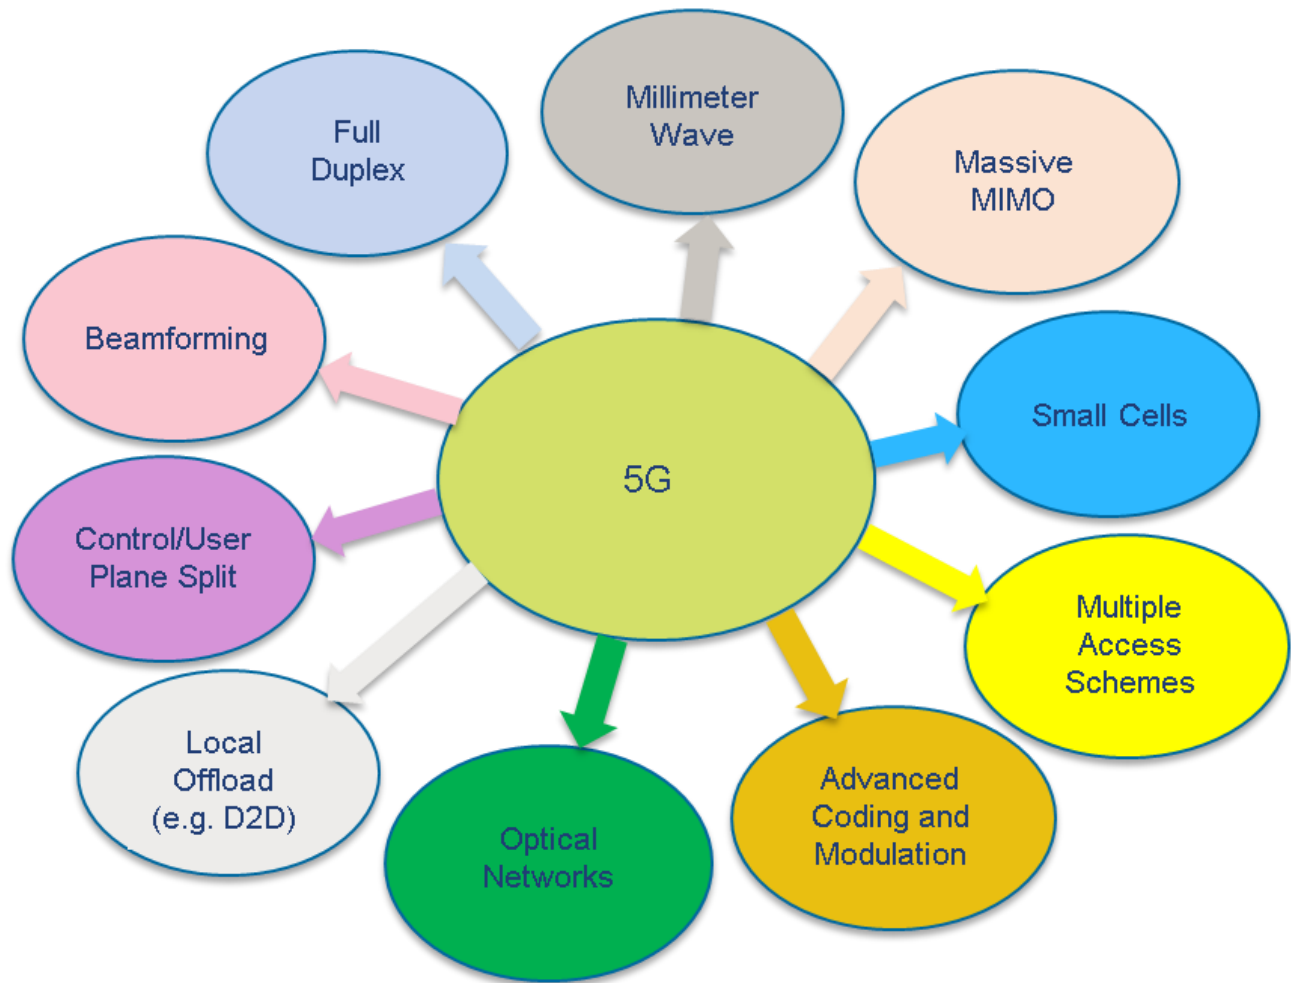 Millimeter
Wave
Full
Duplex
Massive
MIMO
Beamforming
Small Cells
5G
Control/User
Plane Split
Multiple
Access
Schemes
Local
Offload
(e.g. D2D)
Advanced
Coding and
Modulation
Optical
Networks